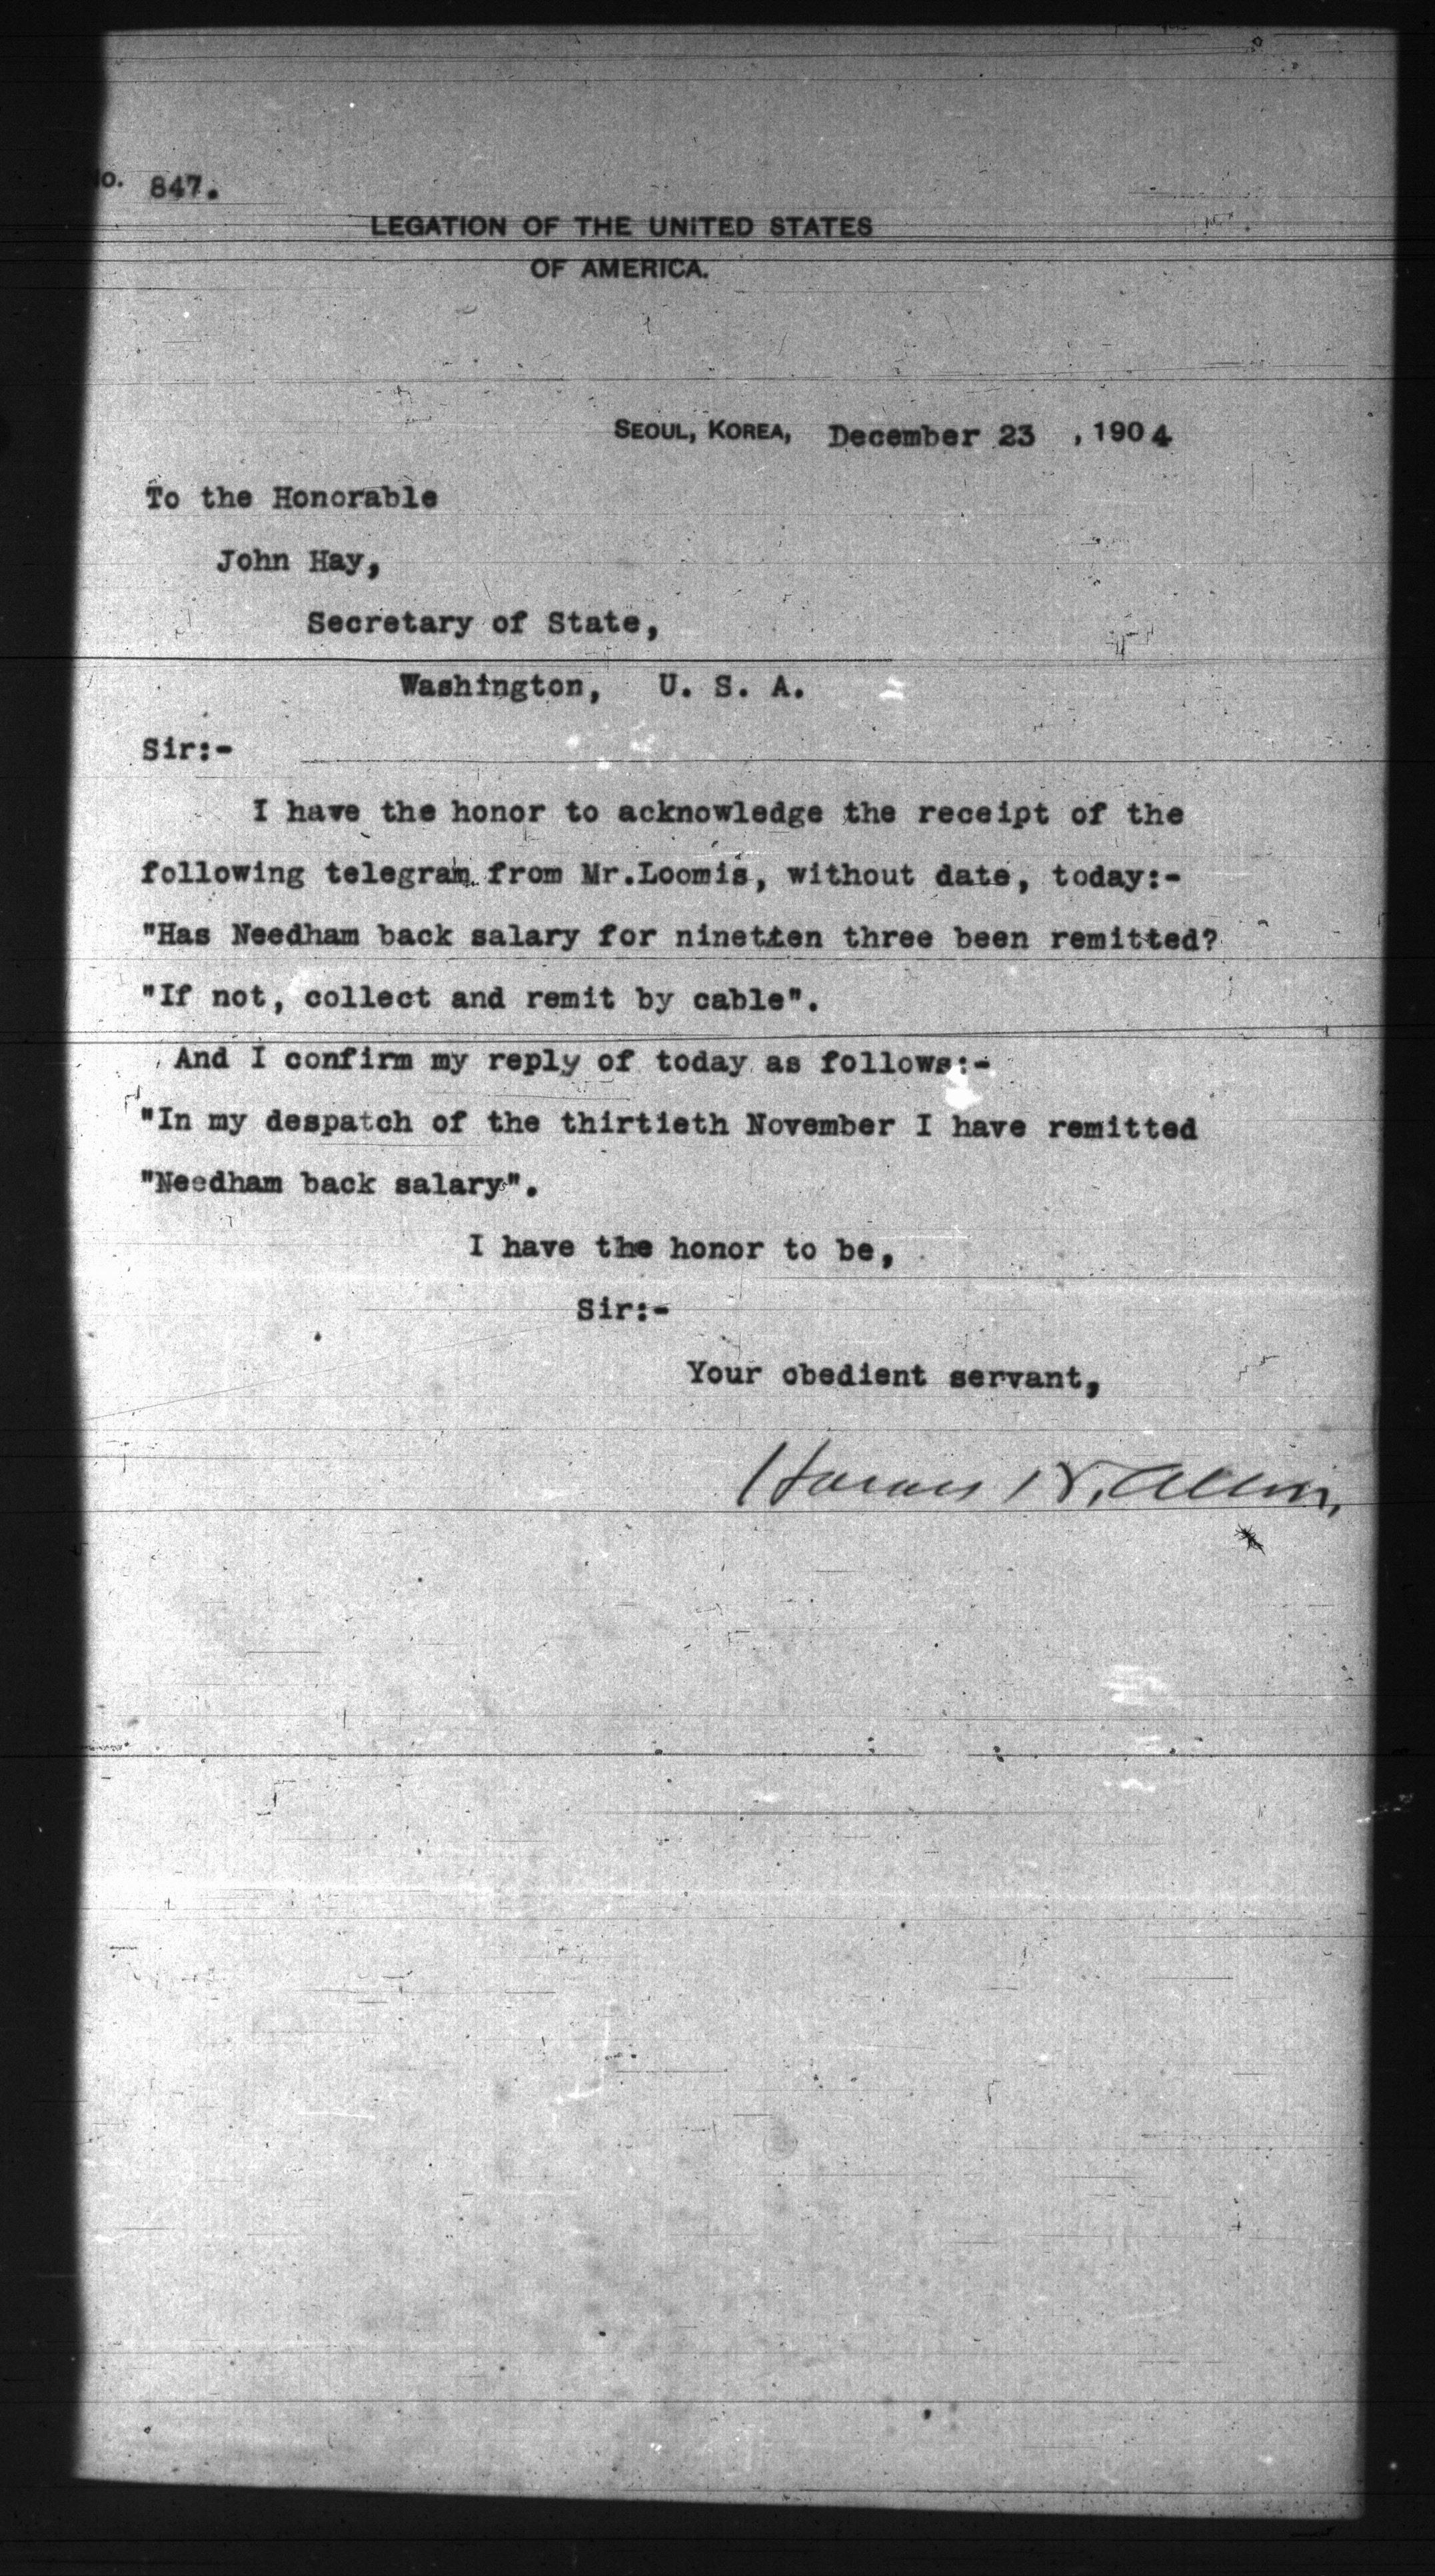 No. 847.
LEGATION OF THE UNITED STATES
OF AMERICA.
SEOUL, KOREA, December 23 , 1904
To the Honorable
John Hay,
Secretary of State,
Washington, U. S. A.
Sir:-
I have the honor to acknowledge the receipt of the
following telegram from Mr.Loomis, without date, today:-
"Has Needham back salary for ninetten three been remitted?
"If not, collect and remit by cable".
And I confirm my reply of today as follows:-
"In my despatch of the thirtieth November I have remitted
"Needham back salary".
I have the honor to be,
Sir:-
Your obedient servant,
Horace N. Allen